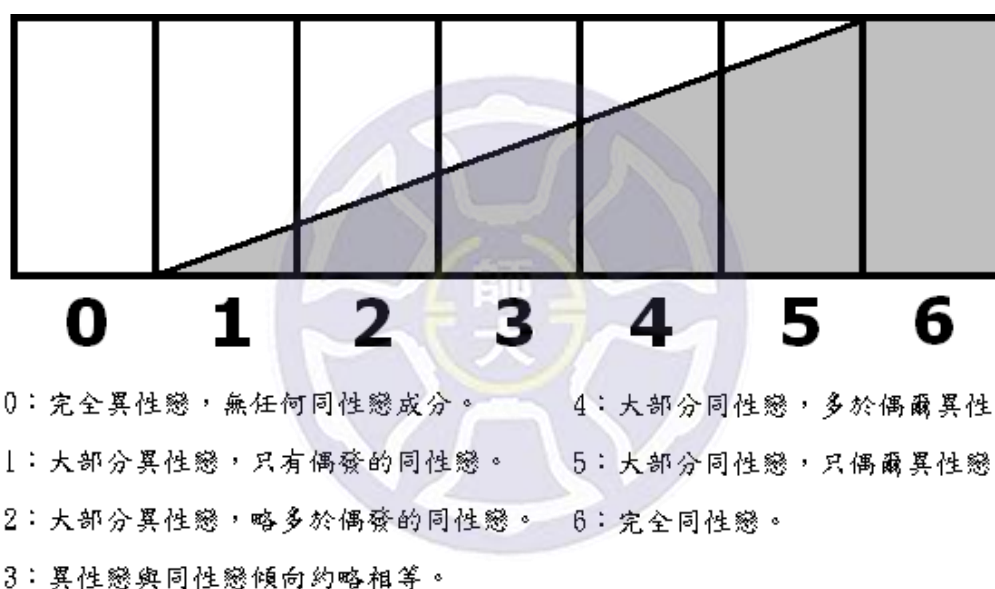 師
大
0 1 2 3 4 5 6
0：完全異性戀，無任何同性戀成分。
1：大部分異性戀，只有偶發的同性戀。
2：大部分異性戀，略多於偶發的同性戀。
3：異性戀與同性戀傾向約略相等。
4：大部分同性戀，多於偶爾異性
5：大部分同性戀，只偶爾異性戀
6：完全同性戀。